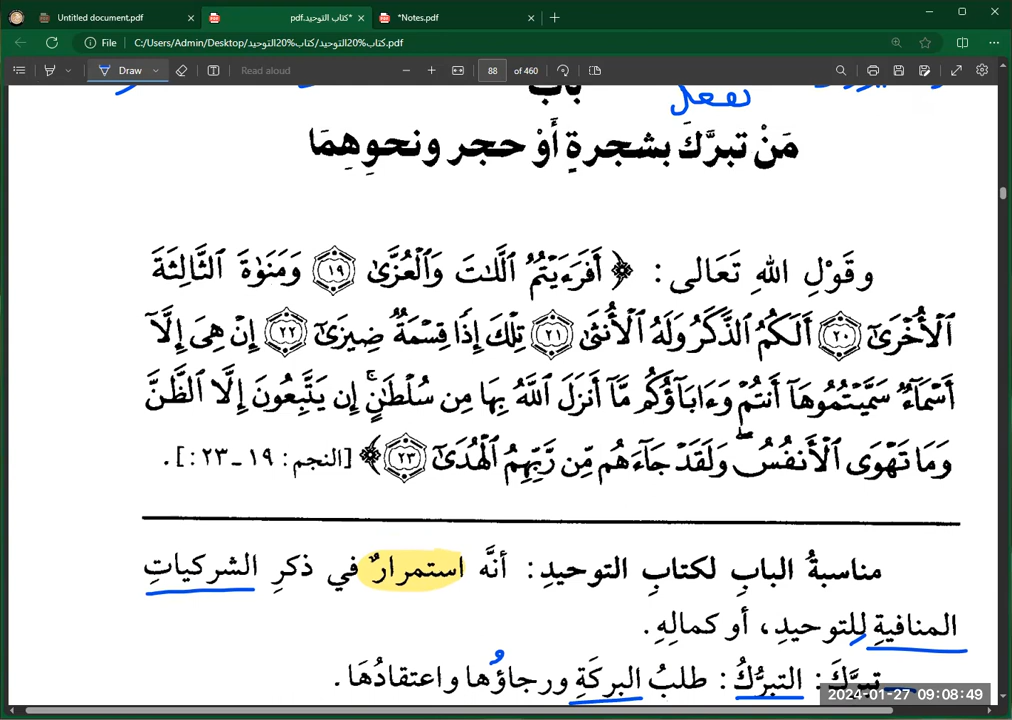 Untitled document.pdf
كتاب التوحيد.pdf*
*Notes.pdf
File
C:/Users/Admin/Desktop/كتاب%20التوحيد/كتاب%20التوحيد.pdf
Draw
Read aloud
88 of 460
باب
تفعل
مَنْ تبرَّكَ بشجرةٍ أَوْ حجر ونحوِهِمَا
وقَوْلِ اللهِ تَعَالى: ﴿ أَفَرَءَيْتُمُ ٱللَّـٰتَ وَٱلْعُزَّىٰ ١٩ وَمَنَوٰةَ ٱلثَّالِثَةَ
ٱلْأُخْرَىٰٓ ٢٠ أَلَكُمُ ٱلذَّكَرُ وَلَهُ ٱلْأُنثَىٰ ٢١ تِلْكَ إِذًا قِسْمَةٌ ضِيزَىٰٓ ٢٢ إِنْ هِىَ إِلَّآ
أَسْمَآءٌ سَمَّيْتُمُوهَآ أَنتُمْ وَءَابَآؤُكُم مَّآ أَنزَلَ ٱللَّهُ بِهَا مِن سُلْطَـٰنٍ ۚ إِن يَتَّبِعُونَ إِلَّا ٱلظَّنَّ
وَمَا تَهْوَى ٱلْأَنفُسُ ۖ وَلَقَدْ جَآءَهُم مِّن رَّبِّهِمُ ٱلْهُدَىٰٓ ٢٣ ﴾ [النجم: ١٩ ـ ٢٣:].
مناسبةُ البابِ لكتابِ التوحيدِ: أنَّه استمرارٌ في ذكرِ الشركياتِ
المنافيةِ للتوحيدِ، أو كمالِهِ.
تبرَّكَ: التبرُّكُ: طلبُ البركَةِ ورجاؤُها واعتقادُهَا.
2024-01-27 09:08:49